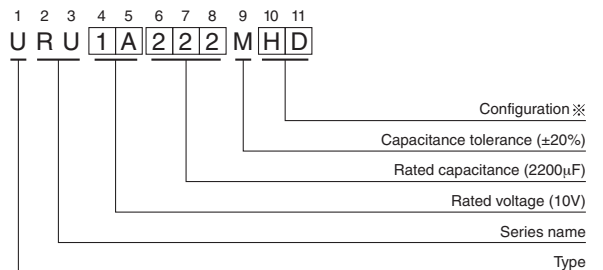 1 2 3 4 5 6 7 8 9 10 11
U R U 1 A 2 2 2 M H D
Configuration ※
Capacitance tolerance (±20%)
Rated capacitance (2200μF)
Rated voltage (10V)
Series name
Type